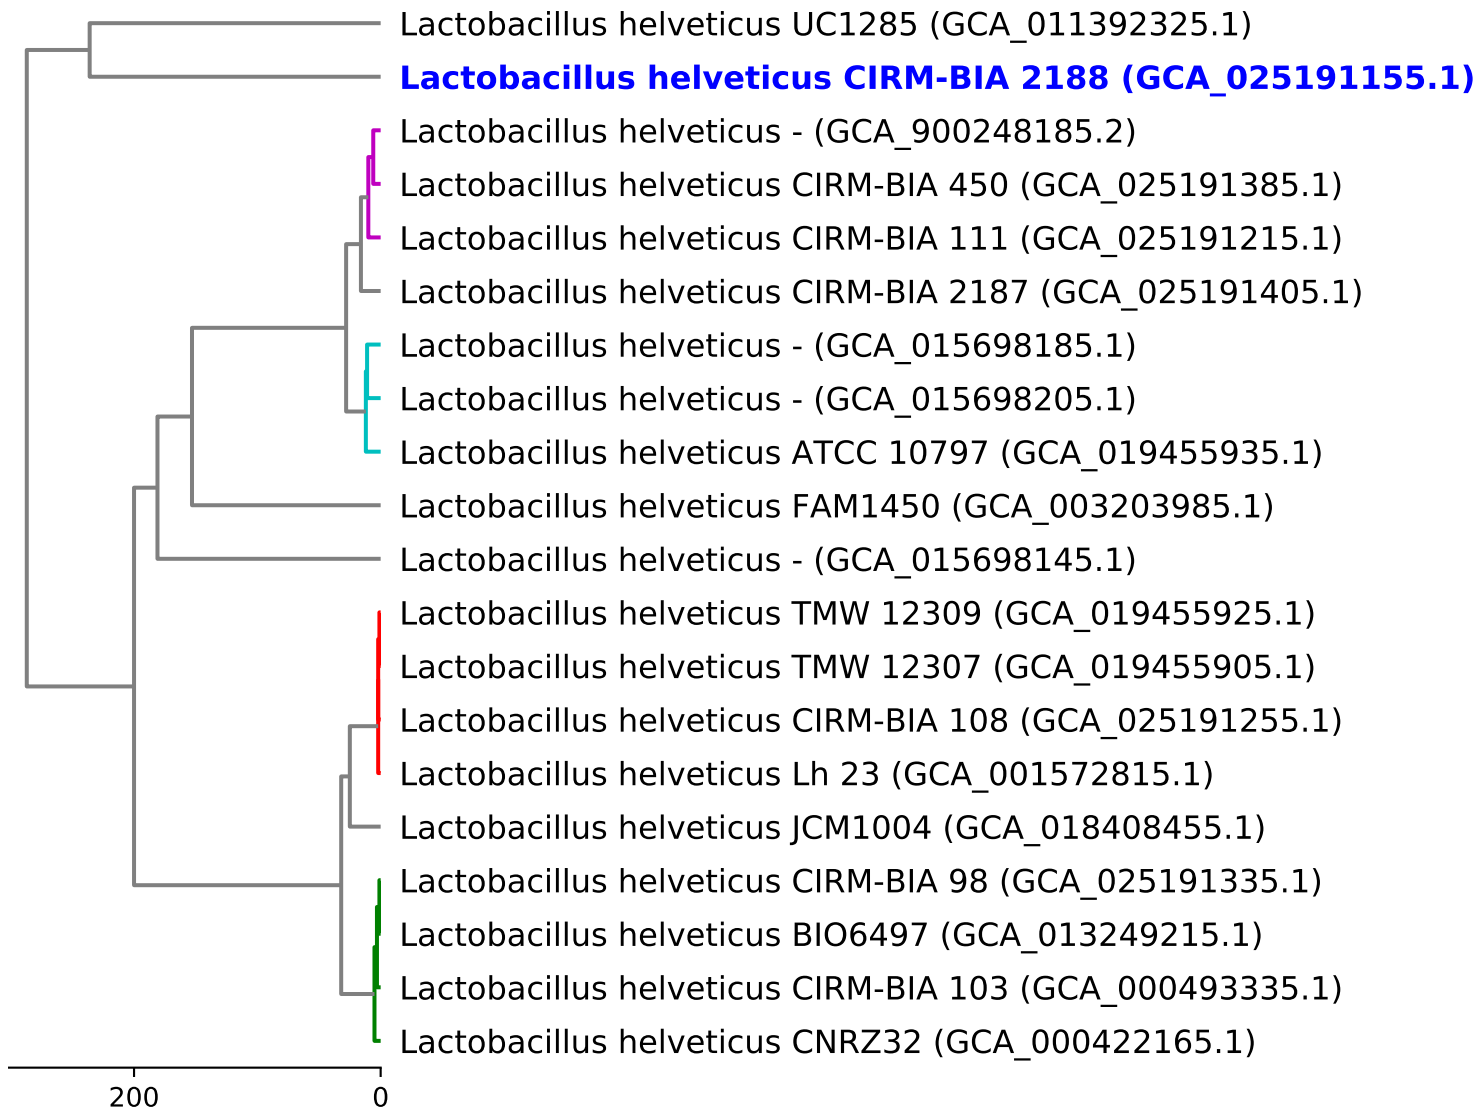 Lactobacillus helveticus UC1285 (GCA_011392325.1)
Lactobacillus helveticus CIRM-BIA 2188 (GCA_025191155.1)
Lactobacillus helveticus - (GCA_900248185.2)
Lactobacillus helveticus CIRM-BIA 450 (GCA_025191385.1)
Lactobacillus helveticus CIRM-BIA 111 (GCA_025191215.1)
Lactobacillus helveticus CIRM-BIA 2187 (GCA_025191405.1)
Lactobacillus helveticus - (GCA_015698185.1)
Lactobacillus helveticus - (GCA_015698205.1)
Lactobacillus helveticus ATCC 10797 (GCA_019455935.1)
Lactobacillus helveticus FAM1450 (GCA_003203985.1)
Lactobacillus helveticus - (GCA_015698145.1)
Lactobacillus helveticus TMW 12309 (GCA_019455925.1)
Lactobacillus helveticus TMW 12307 (GCA_019455905.1)
Lactobacillus helveticus CIRM-BIA 108 (GCA_025191255.1)
Lactobacillus helveticus Lh 23 (GCA_001572815.1)
Lactobacillus helveticus JCM1004 (GCA_018408455.1)
Lactobacillus helveticus CIRM-BIA 98 (GCA_025191335.1)
Lactobacillus helveticus BIO6497 (GCA_013249215.1)
Lactobacillus helveticus CIRM-BIA 103 (GCA_000493335.1)
Lactobacillus helveticus CNRZ32 (GCA_000422165.1)
200 0